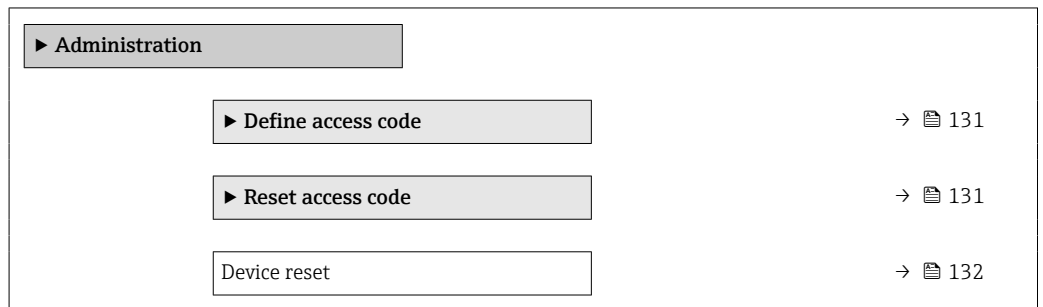 ▶ Administration
▶ Define access code → 131
▶ Reset access code → 131
Device reset → 132